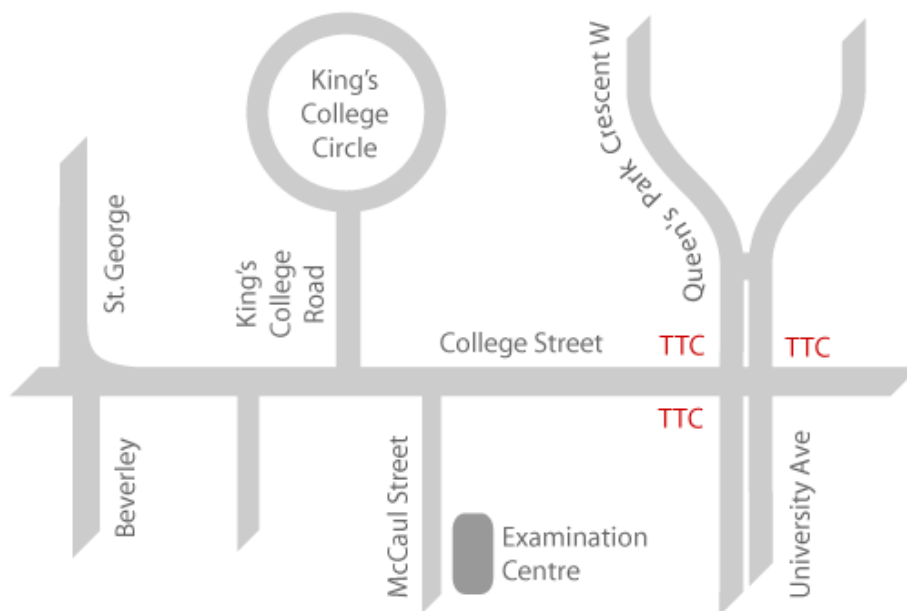 King's
College
Circle
Queen's Park Crescent W
St. George
King's
College
Road
College Street
TTC
TTC
TTC
Beverley
McCaul Street
Examination
Centre
University Ave